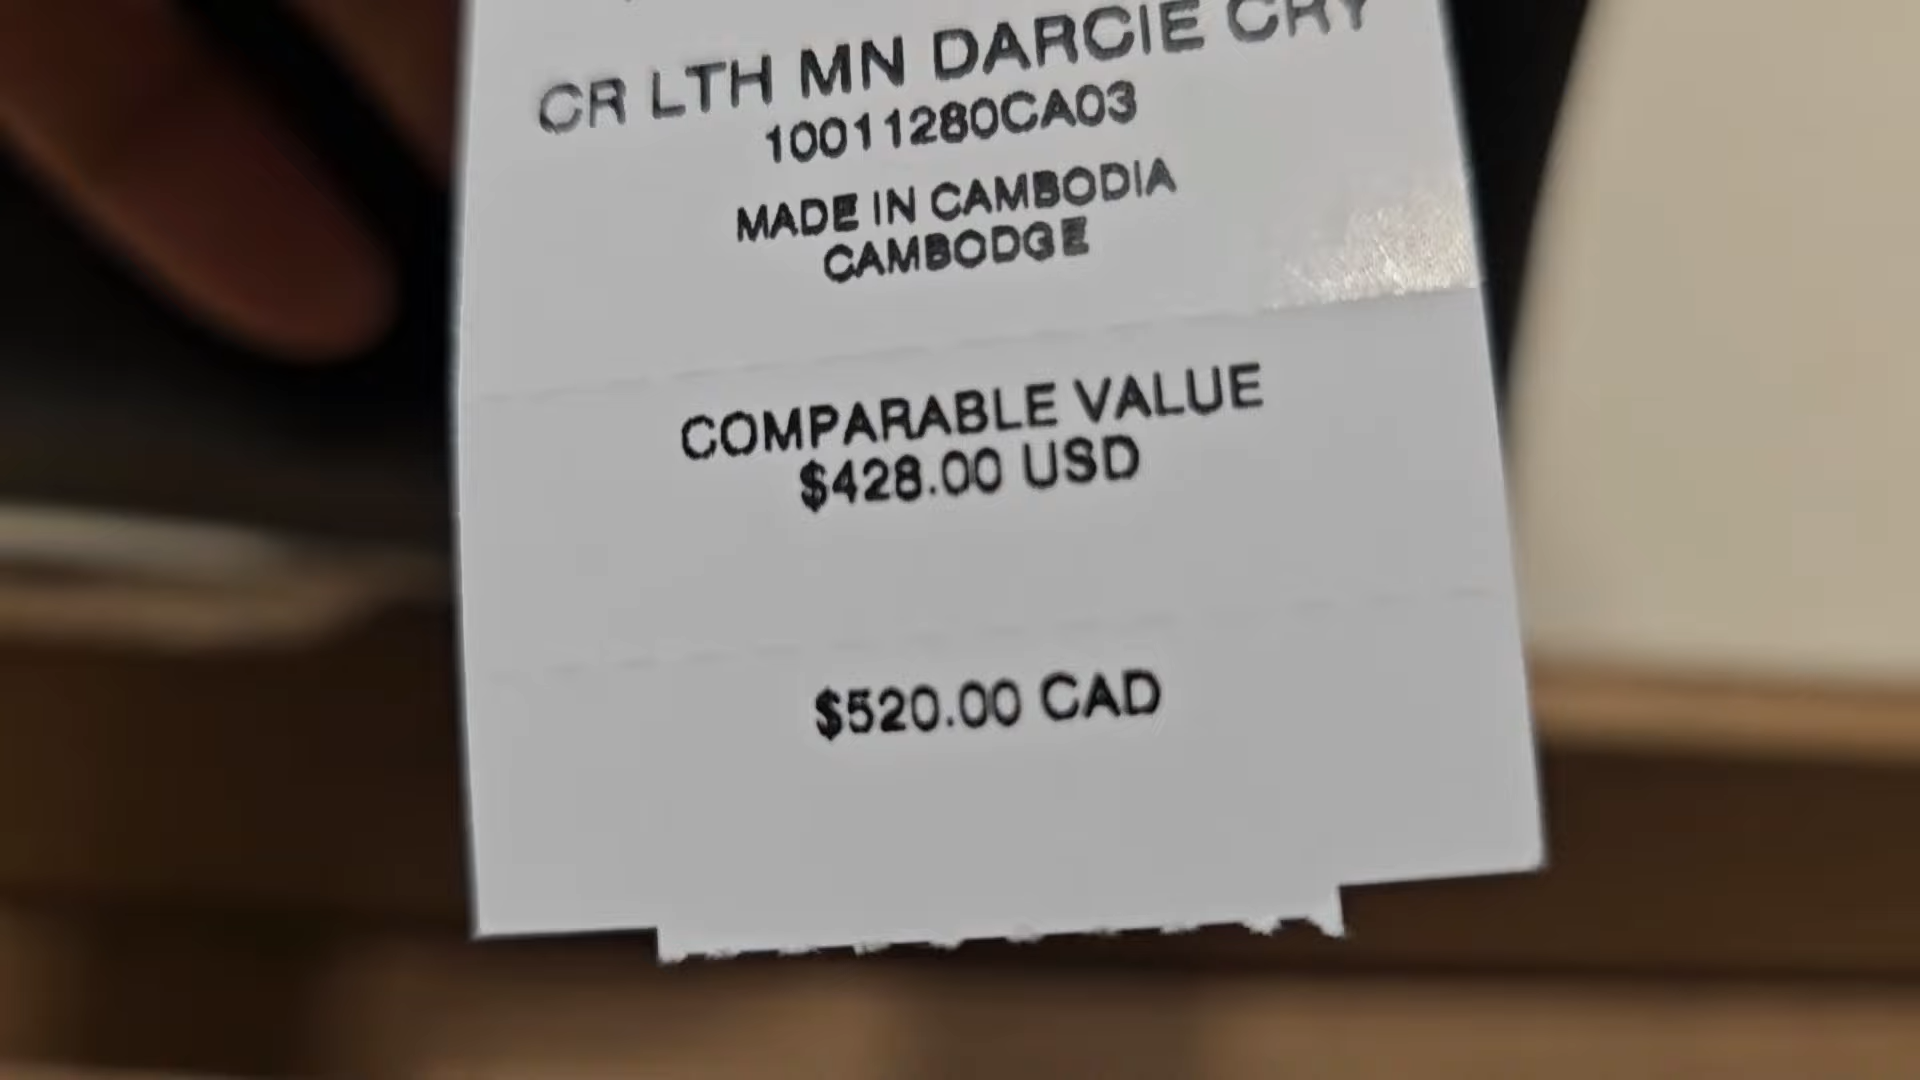 CR LTH MN DARCIE CRY
10011280CA03
MADE IN CAMBODIA
CAMBODGE
COMPARABLE VALUE
$428.00 USD
$520.00 CAD